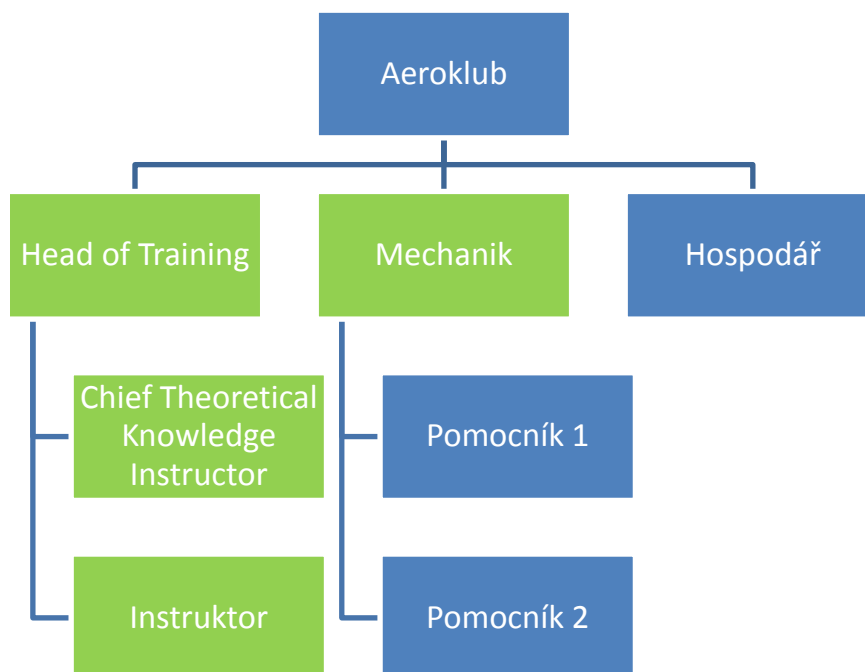 Aeroklub
Head of Training
Mechanik
Hospodář
Chief Theoretical
Knowledge
Instructor
Pomocník 1
Instruktor
Pomocník 2